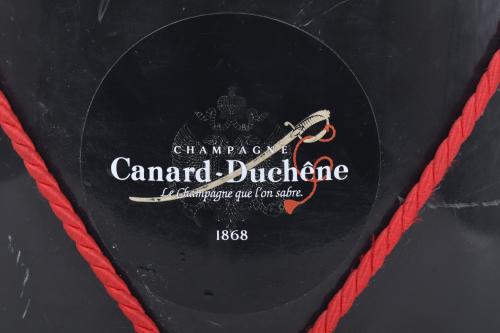 CHAMPAGNE
Canard-Duchêne
Le Champagne que l'on sabre.
1868